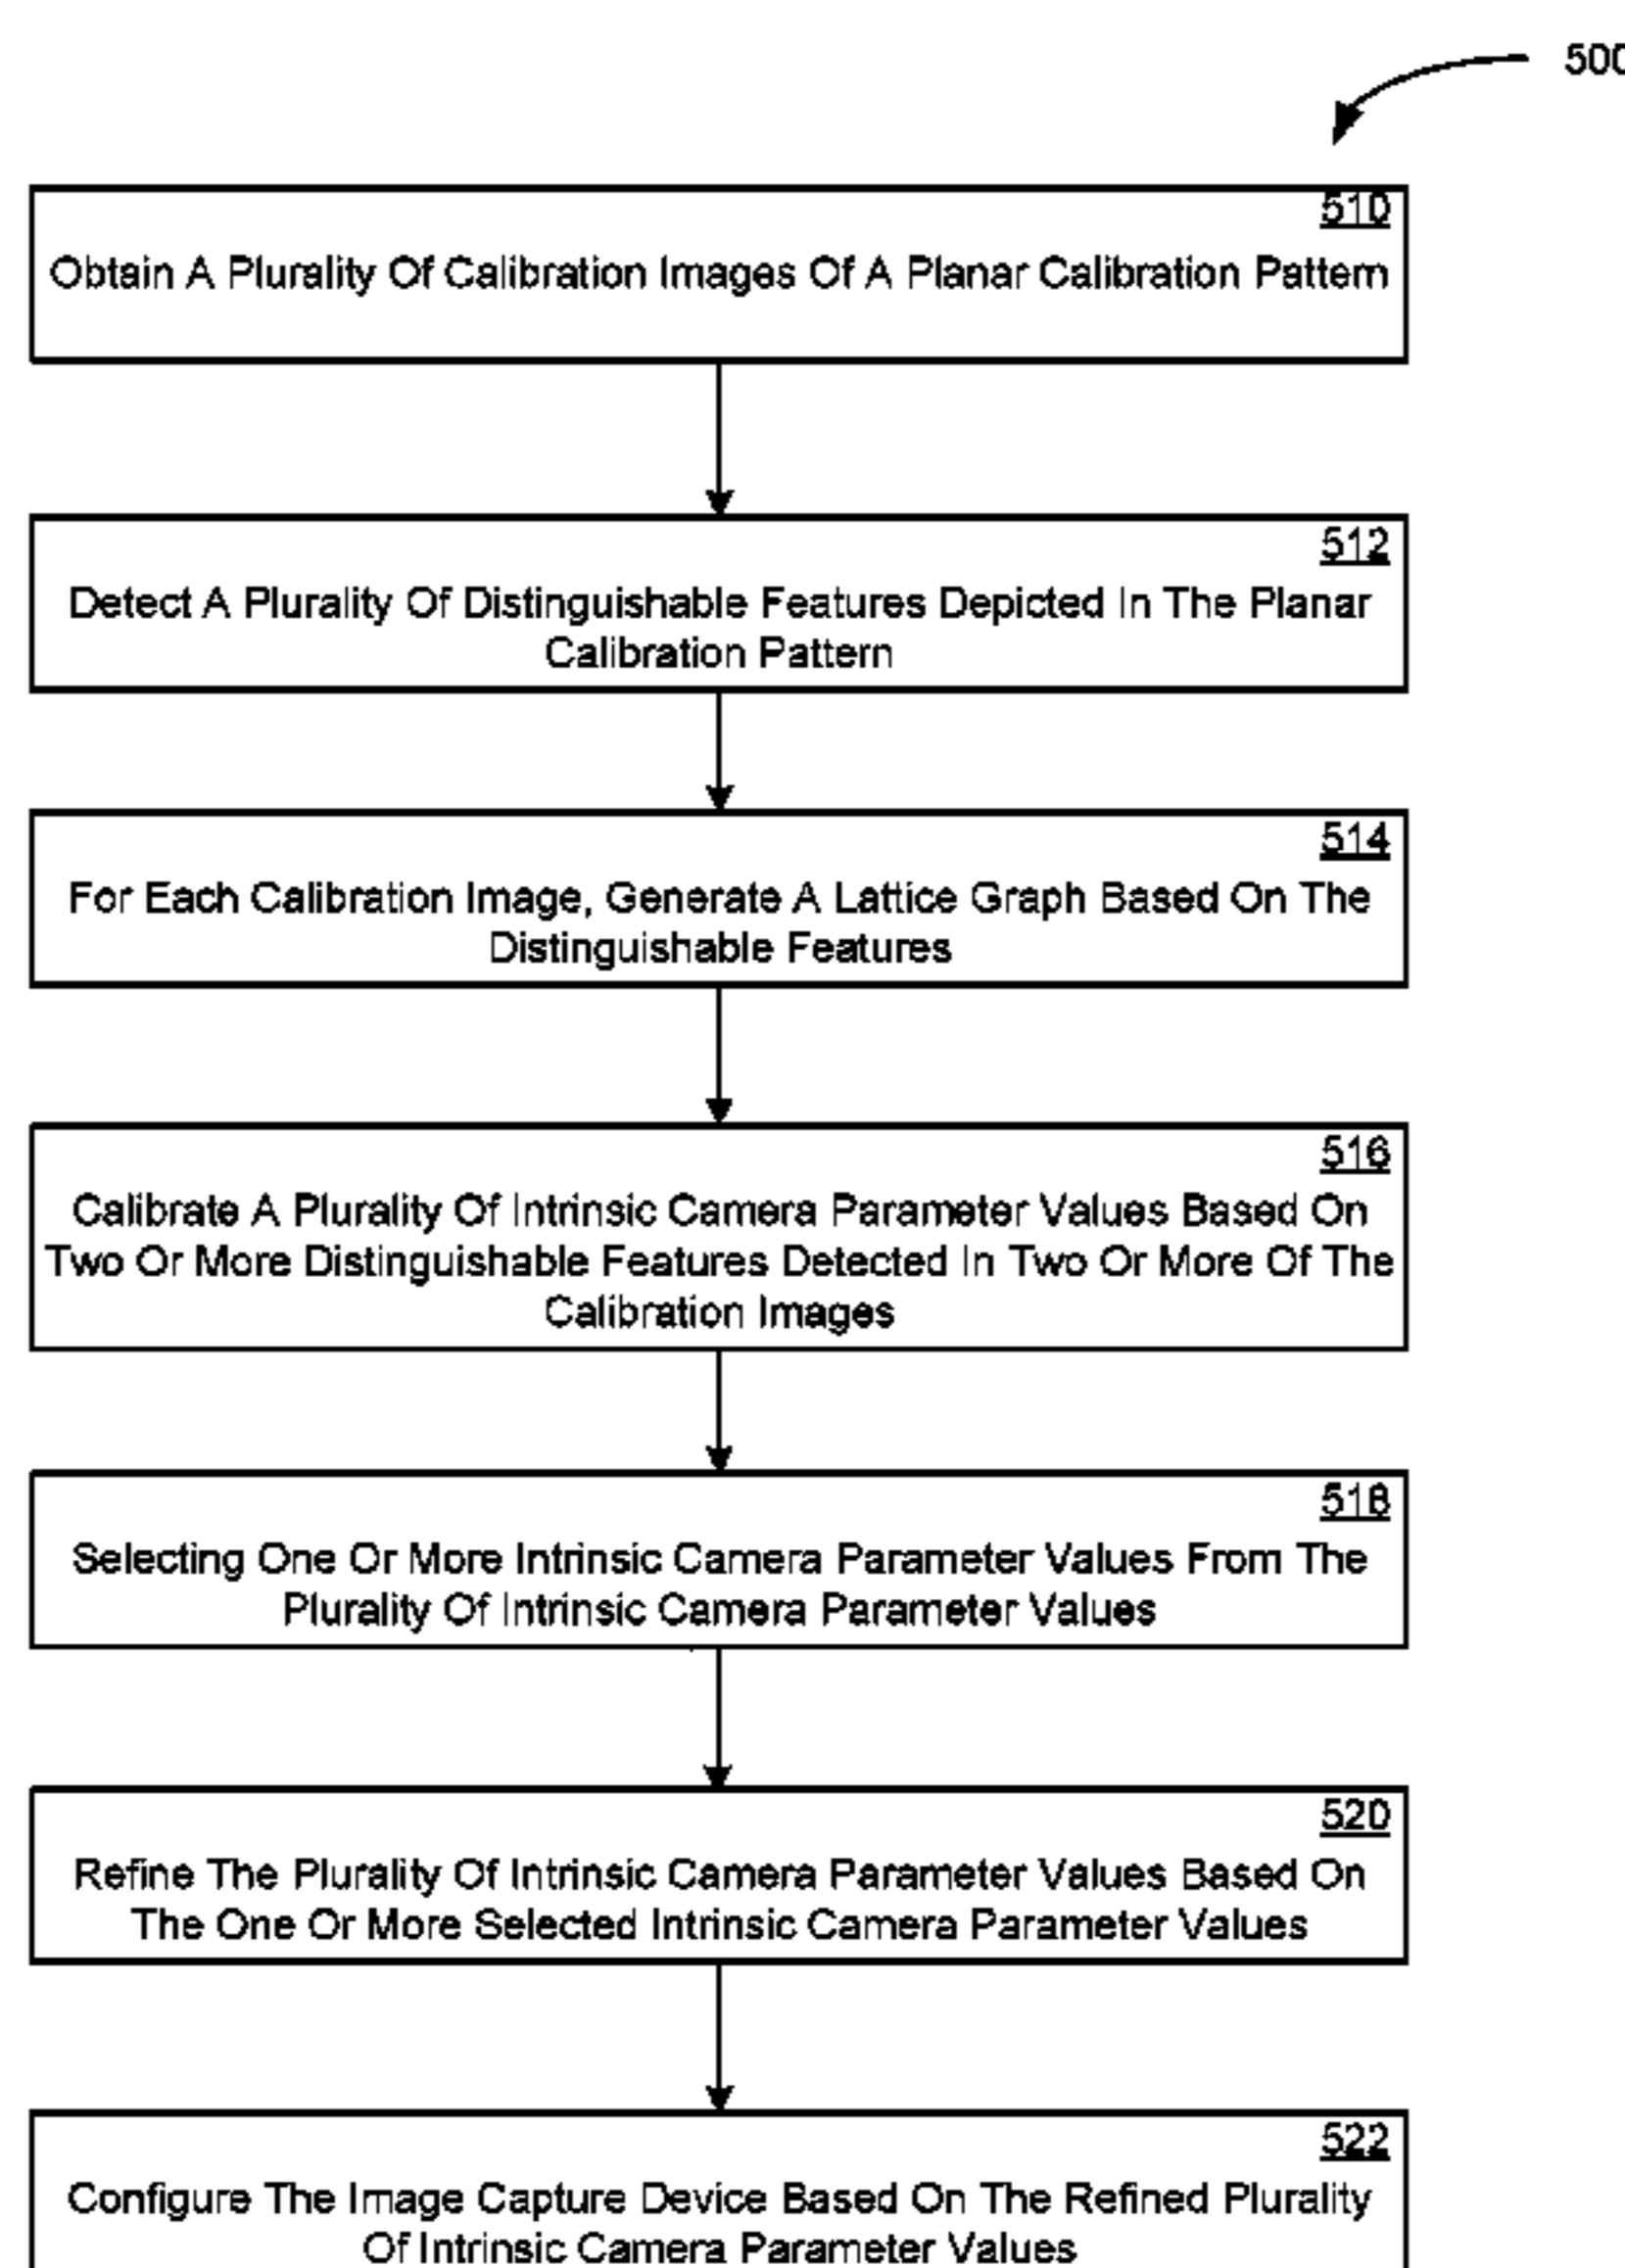 500
510
Obtain A Plurality Of Calibration Images Of A Planar Calibration Pattern
512
Detect A Plurality Of Distinguishable Features Depicted In The Planar
Calibration Pattern
514
For Each Calibration Image, Generate A Lattice Graph Based On The
Distinguishable Features
516
Calibrate A Plurality Of Intrinsic Camera Parameter Values Based On
Two Or More Distinguishable Features Detected In Two Or More Of The
Calibration Images
518
Selecting One Or More Intrinsic Camera Parameter Values From The
Plurality Of Intrinsic Camera Parameter Values
520
Refine The Plurality Of Intrinsic Camera Parameter Values Based On
The One Or More Selected Intrinsic Camera Parameter Values
522
Configure The Image Capture Device Based On The Refined Plurality
Of Intrinsic Camera Parameter Values